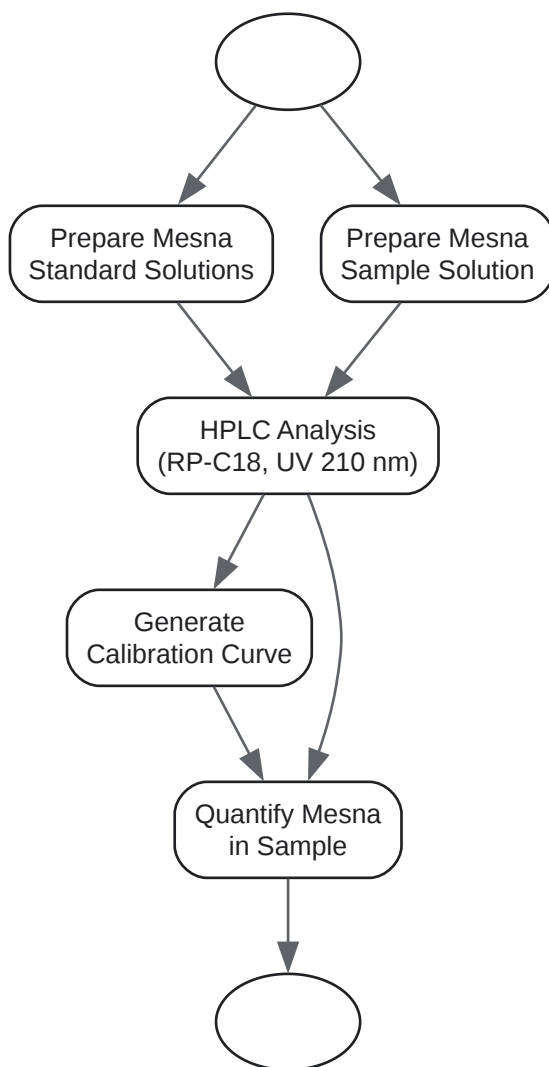 Prepare Mesna
Standard Solutions
Prepare Mesna
Sample Solution
HPLC Analysis
(RP-C18, UV 210 nm)
Generate
Calibration Curve
Quantify Mesna
in Sample